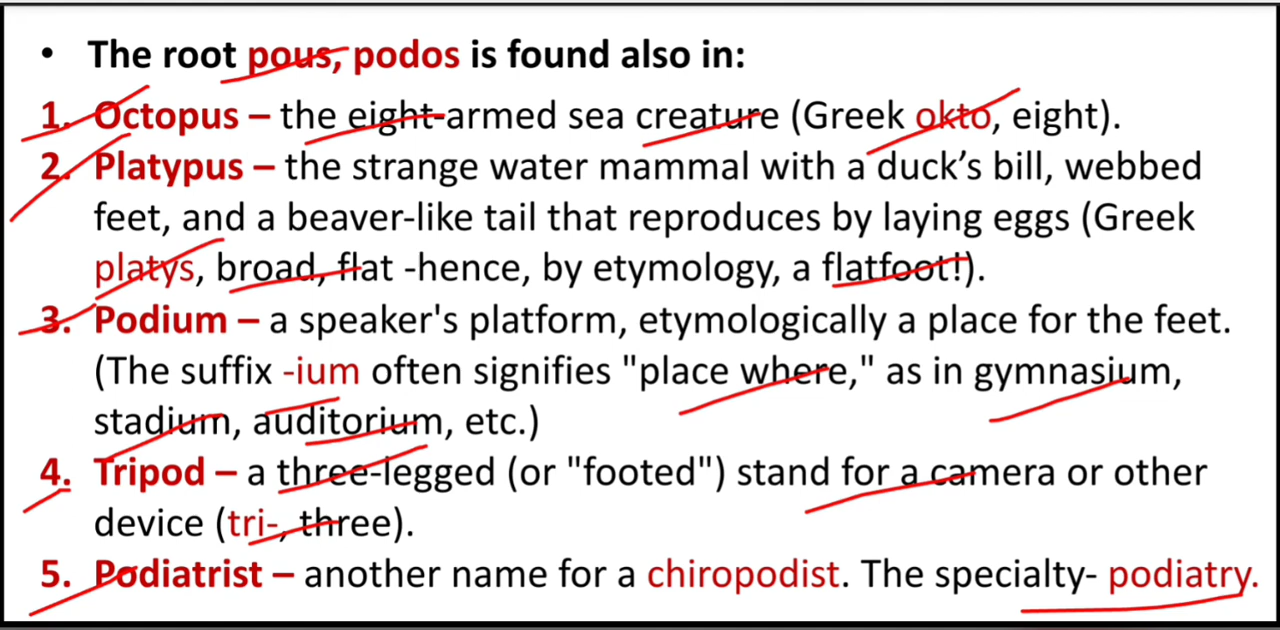 • The root pous, podos is found also in:
1. Octopus – the eight-armed sea creature (Greek okto, eight).
2. Platypus – the strange water mammal with a duck’s bill, webbed
feet, and a beaver-like tail that reproduces by laying eggs (Greek
platys, broad, flat -hence, by etymology, a flatfoot!).
3. Podium – a speaker's platform, etymologically a place for the feet.
(The suffix -ium often signifies "place where," as in gymnasium,
stadium, auditorium, etc.)
4. Tripod – a three-legged (or "footed") stand for a camera or other
device (tri-, three).
5. Podiatrist – another name for a chiropodist. The specialty- podiatry.